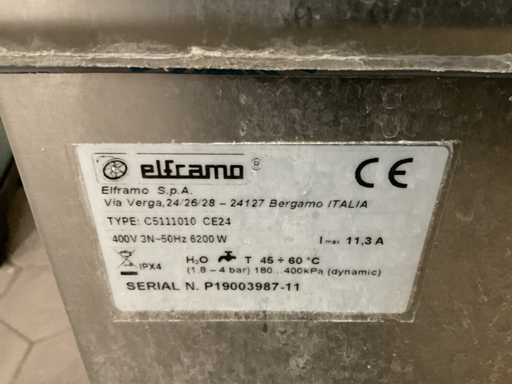 elframo ®
Elframo S.p.A.
Via Verga,24/26/28 – 24127 Bergamo ITALIA
TYPE: C5111010 CE24
400V 3N~50Hz 6200 W I max 11,3 A
IPX4 H₂O T 45 ÷ 60 °C
(1.8 – 4 bar) 180...400kPa (dynamic)
SERIAL N. P19003987-11
CE